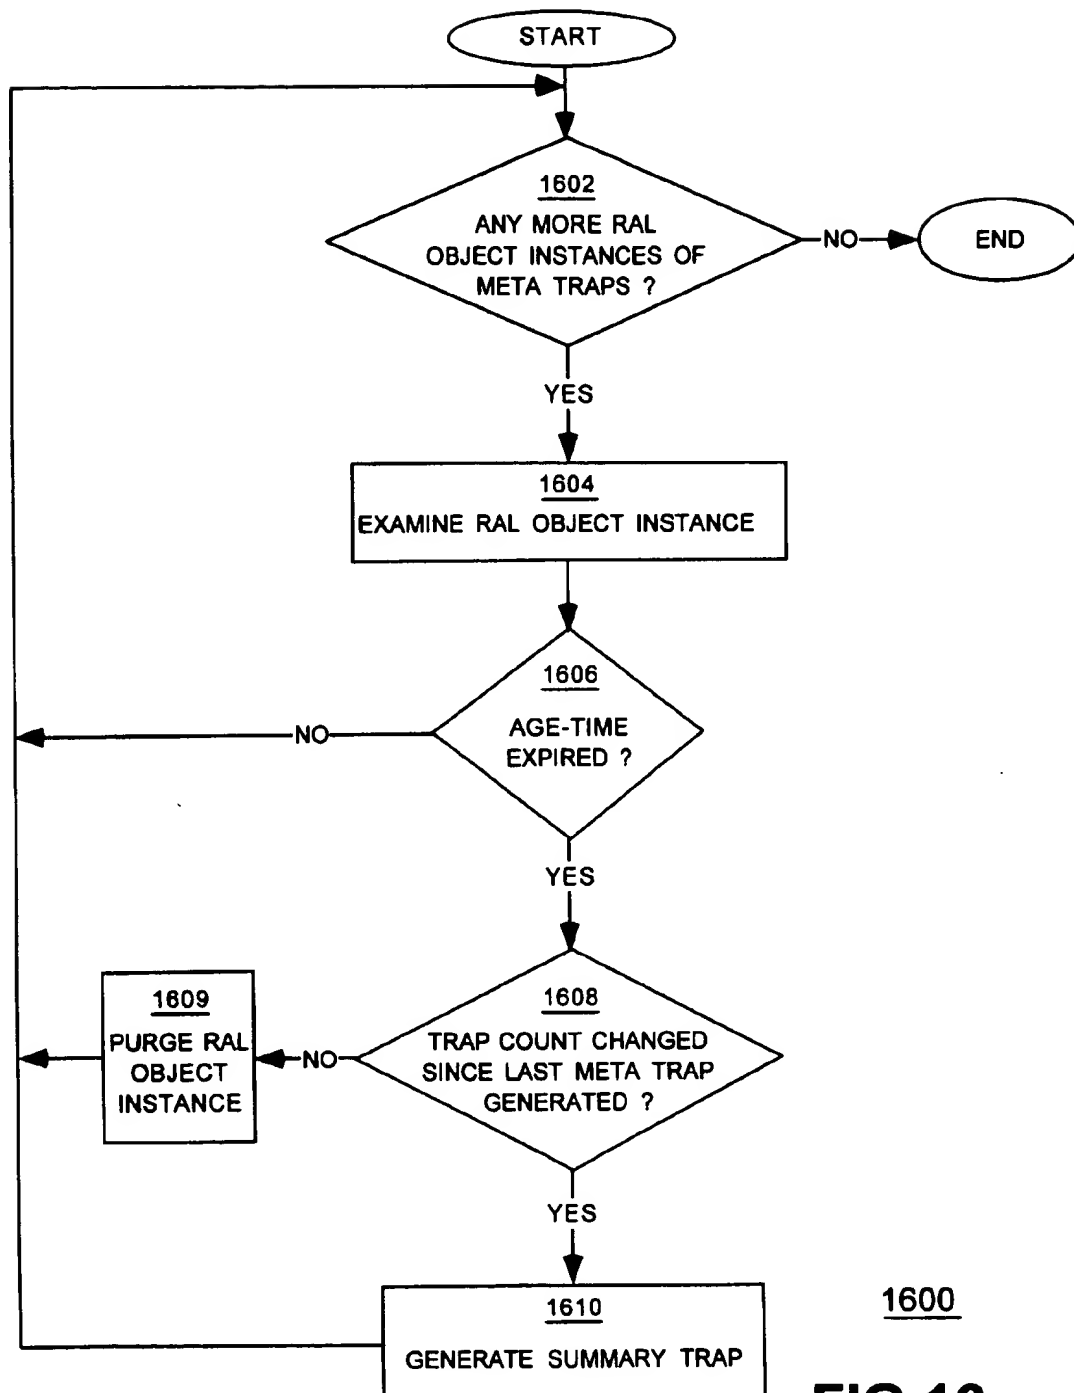 START
1602
ANY MORE RAL
OBJECT INSTANCES OF
META TRAPS ?
NO
END
YES
1604
EXAMINE RAL OBJECT INSTANCE
1606
AGE-TIME
EXPIRED ?
NO
YES
1608
TRAP COUNT CHANGED
SINCE LAST META TRAP
GENERATED ?
NO
1609
PURGE RAL
OBJECT
INSTANCE
YES
1610
GENERATE SUMMARY TRAP
1600